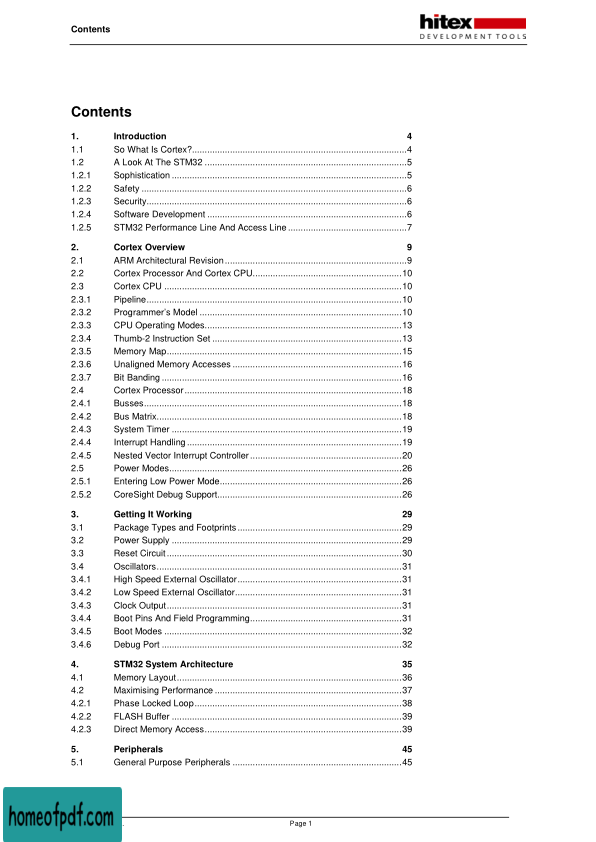 Contents
hitex
DEVELOPMENT TOOLS
Contents
1. Introduction 4
1.1 So What Is Cortex?.....4
1.2 A Look At The STM32.....5
1.2.1 Sophistication.....5
1.2.2 Safety.....6
1.2.3 Security.....6
1.2.4 Software Development.....6
1.2.5 STM32 Performance Line And Access Line.....7
2. Cortex Overview 9
2.1 ARM Architectural Revision.....9
2.2 Cortex Processor And Cortex CPU.....10
2.3 Cortex CPU.....10
2.3.1 Pipeline.....10
2.3.2 Programmer's Model.....10
2.3.3 CPU Operating Modes.....13
2.3.4 Thumb-2 Instruction Set.....13
2.3.5 Memory Map.....15
2.3.6 Unaligned Memory Accesses.....16
2.3.7 Bit Banding.....16
2.4 Cortex Processor.....18
2.4.1 Busses.....18
2.4.2 Bus Matrix.....18
2.4.3 System Timer.....19
2.4.4 Interrupt Handling.....19
2.4.5 Nested Vector Interrupt Controller.....20
2.5 Power Modes.....26
2.5.1 Entering Low Power Mode.....26
2.5.2 CoreSight Debug Support.....26
3. Getting It Working 29
3.1 Package Types and Footprints.....29
3.2 Power Supply.....29
3.3 Reset Circuit.....30
3.4 Oscillators.....31
3.4.1 High Speed External Oscillator.....31
3.4.2 Low Speed External Oscillator.....31
3.4.3 Clock Output.....31
3.4.4 Boot Pins And Field Programming.....31
3.4.5 Boot Modes.....32
3.4.6 Debug Port.....32
4. STM32 System Architecture 35
4.1 Memory Layout.....36
4.2 Maximising Performance.....37
4.2.1 Phase Locked Loop.....38
4.2.2 FLASH Buffer.....39
4.2.3 Direct Memory Access.....39
5. Peripherals 45
5.1 General Purpose Peripherals.....45
homeofpdf.com
Page 1